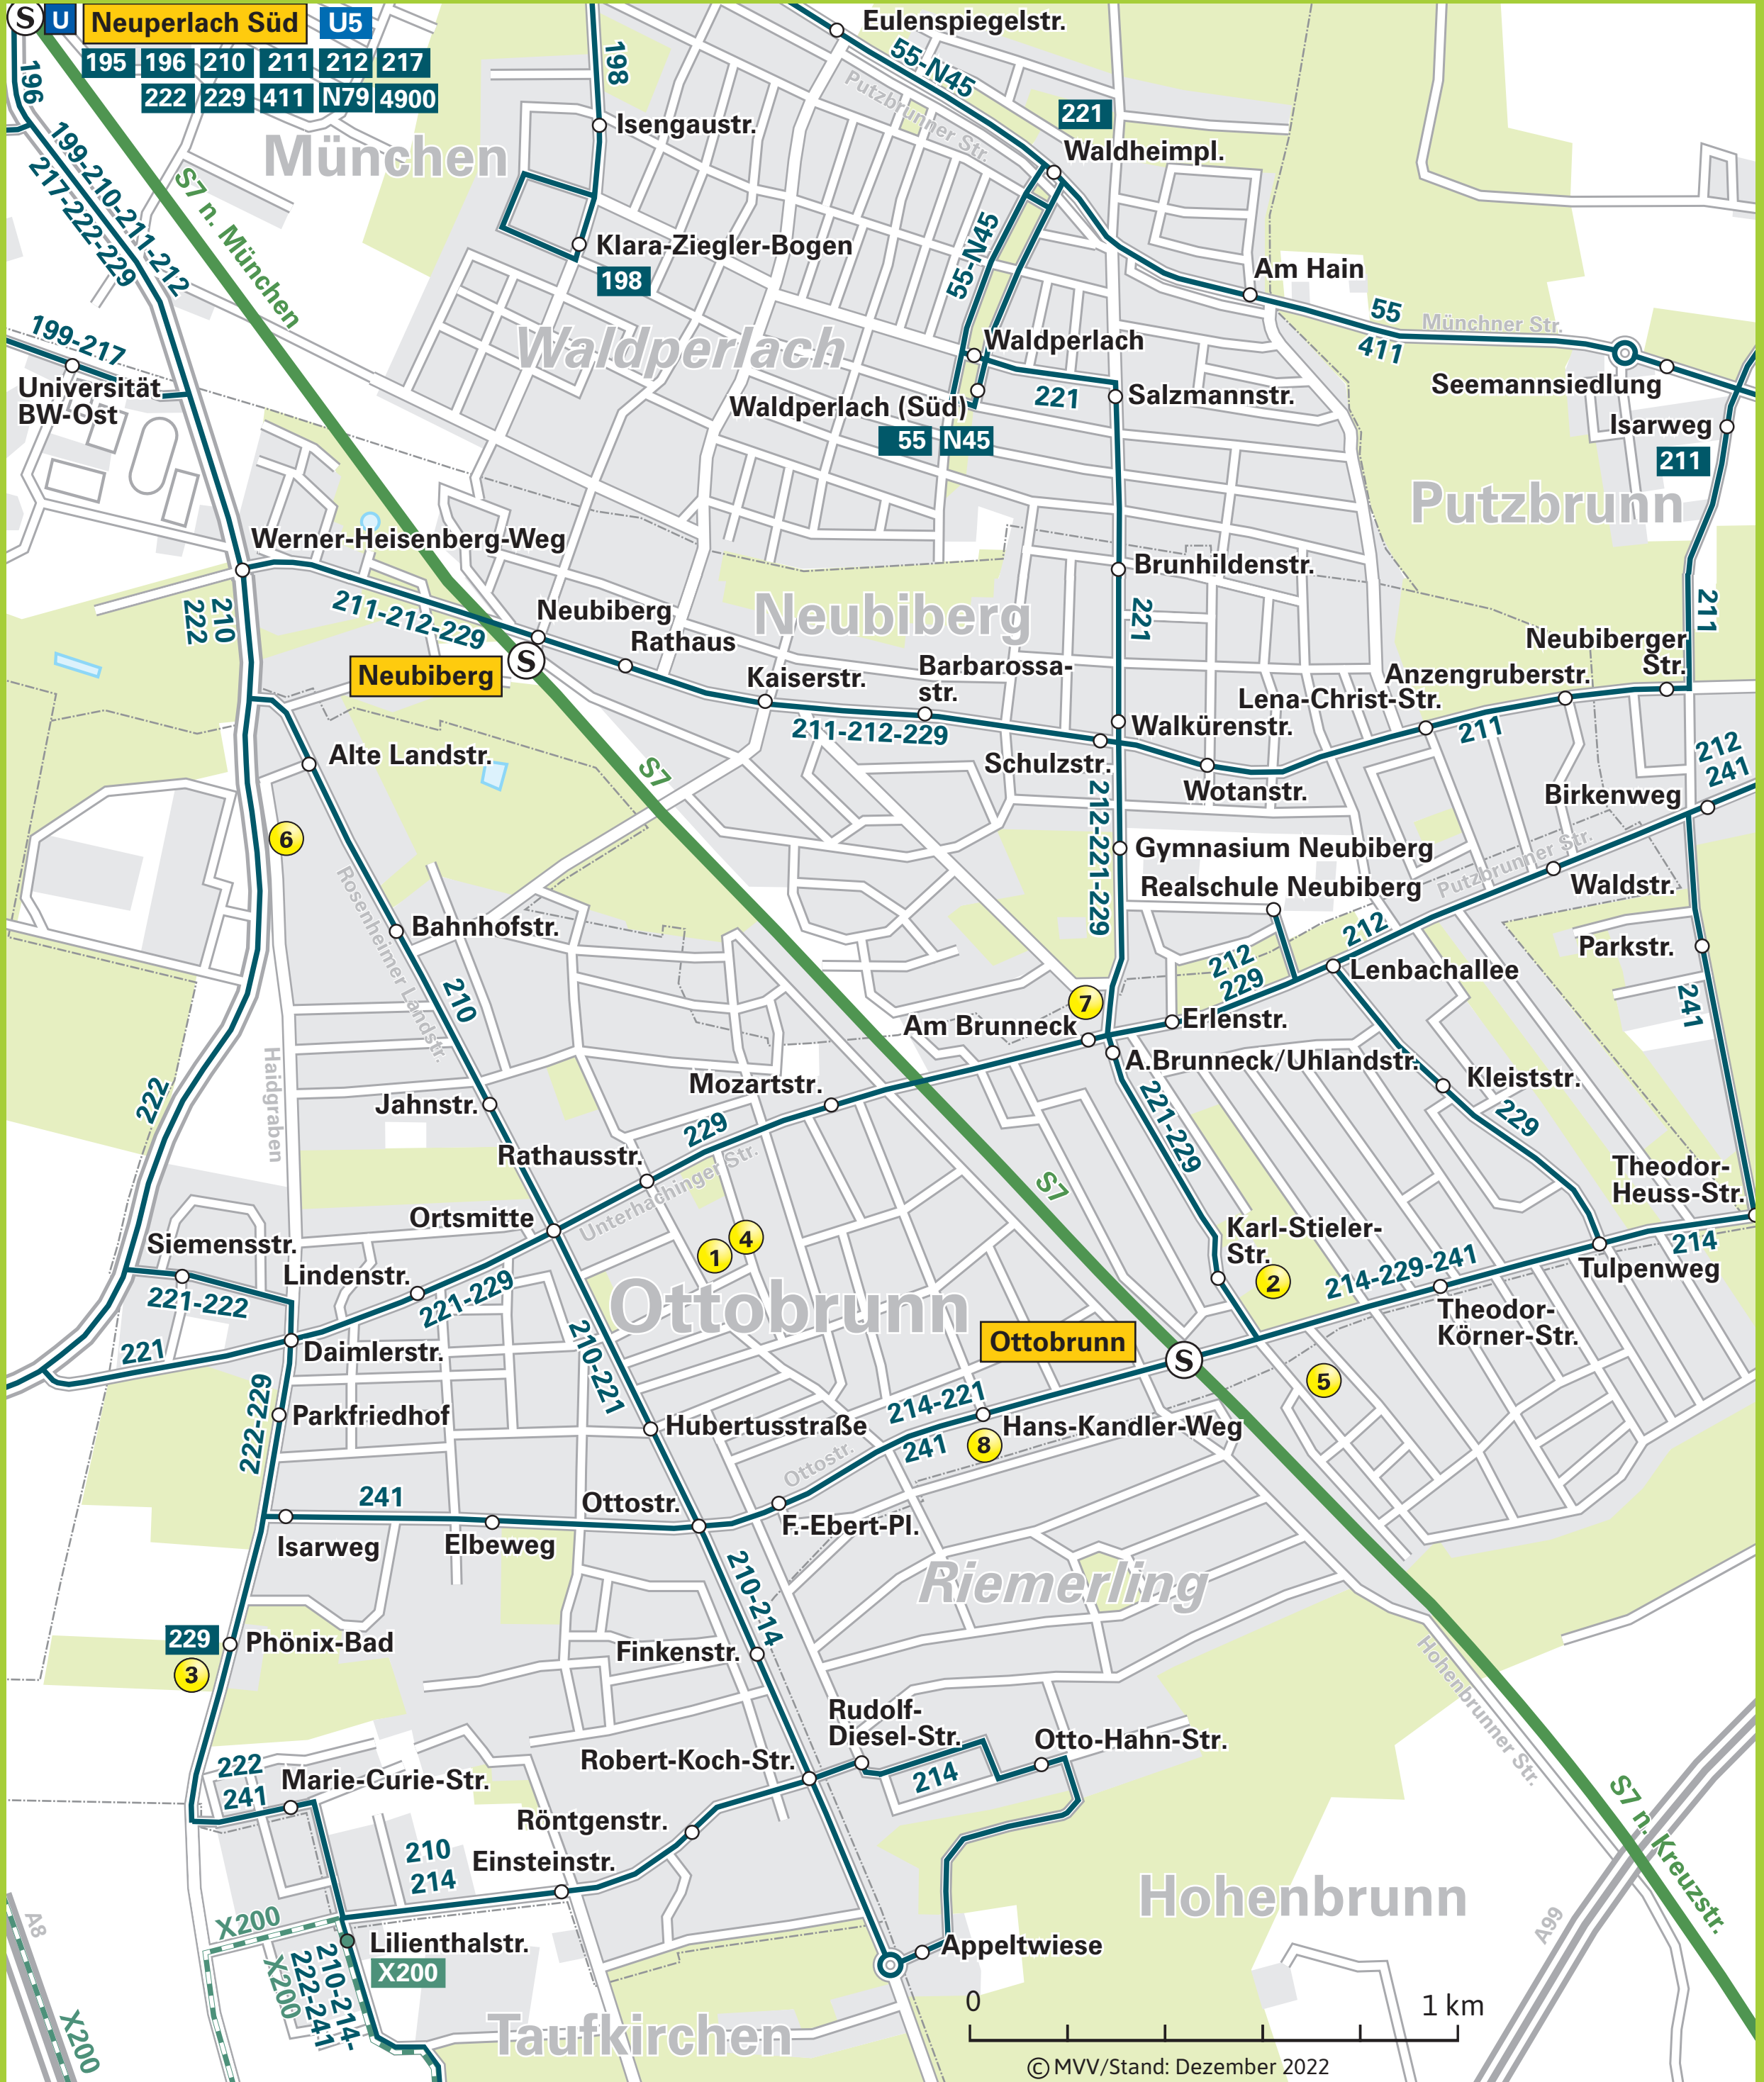 S U Neuperlach Süd U5
195 196 210 211 212 217
222 229 411 N79 4900
196
198
Eulenspiegelstr.
55-N45
Putzbrunner Str.
221
Waldheimpl.
Isengaustr.
München
199-210-211-212
217-222-229
S7 n. München
Klara-Ziegler-Bogen
198
55-N45
Am Hain
55
411
Münchner Str.
Waldperlach
Waldperlach
221
Salzmannstr.
Seemannsiedlung
199-217
Universität
BW-Ost
Waldperlach (Süd)
55 N45
Isarweg
211
Putzbrunn
Werner-Heisenberg-Weg
Brunhildenstr.
210
222
211-212-229
Neubiberg
Neubiberg
Rathaus
221
211
S
Neubiberg
Kaiserstr.
Barbarossa-
str.
Neubiberger
Str.
Anzengruberstr.
Lena-Christ-Str.
211-212-229
Walkürenstr.
211
Schulzstr.
Wotanstr.
212
241
Birkenweg
Alte Landstr.
S7
6
212-221-229
Gymnasium Neubiberg
Realschule Neubiberg
Putzbrunner Str.
Waldstr.
Rosenheimer Landstr.
Bahnhofstr.
212
Parkstr.
212
229
Lenbachallee
210
7
241
Am Brunneck
Erlenstr.
A.Brunneck/Uhlandstr.
Haidgraben
222
Mozartstr.
Kleiststr.
Jahnstr.
229
221-229
229
Rathausstr.
Unterhachinger Str.
S7
Theodor-
Heuss-Str.
Ortsmitte
4
1
Siemensstr.
Karl-Stieler-
Str.
2
214-229-241
214
Tulpenweg
Lindenstr.
221-222
221-229
Ottobrunn
Theodor-
Körner-Str.
221
Daimlerstr.
210-221
Ottobrunn
S
5
222-229
Parkfriedhof
214-221
241
Hans-Kandler-Weg
8
Hubertusstraße
Ottostr.
241
Ottostr.
F.-Ebert-Pl.
Isarweg
Elbeweg
Riemerling
210-214
229
Phönix-Bad
3
Finkenstr.
Hohenbrunner Str.
Rudolf-
Diesel-Str.
Otto-Hahn-Str.
Robert-Koch-Str.
214
222
241
Marie-Curie-Str.
S7 n. Kreuzstr.
Röntgenstr.
210
214
Einsteinstr.
Hohenbrunn
A8
X200
A99
Lilienthalstr.
X200
X200
210-214-
222-241
Appeltwiese
X200
Taufkirchen
0 1 km
© MVV/Stand: Dezember 2022